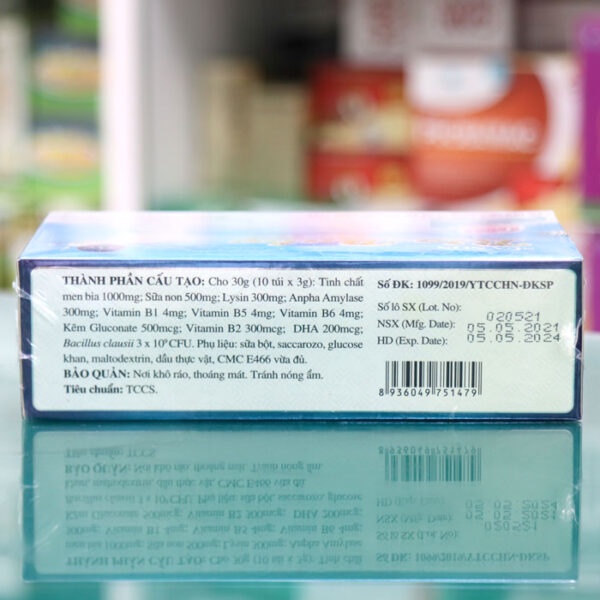 THÀNH PHẦN CẤU TẠO: Cho 30g (10 túi x 3g): Tinh chất
men bia 1000mg; Sữa non 500mg; Lysin 300mg; Anpha Amylase
300mg; Vitamin B1 4mg; Vitamin B5 4mg; Vitamin B6 4mg;
Kẽm Gluconate 500mcg; Vitamin B2 300mcg; DHA 200mcg;
Bacillus clausii 3 x 10⁹ CFU. Phụ liệu: sữa bột, saccarozo, glucose
khan, maltodextrin, dầu thực vật, CMC E466 vừa đủ.
BẢO QUẢN: Nơi khô ráo, thoáng mát. Tránh nóng ẩm.
Tiêu chuẩn: TCCS.
Số ĐK: 1099/2019/YTCCHN-ĐKSP
Số lô SX (Lot. No): 020521
NSX (Mfg. Date): 05.05.2021
HD (Exp. Date): 05.05.2024
8 936049 751479